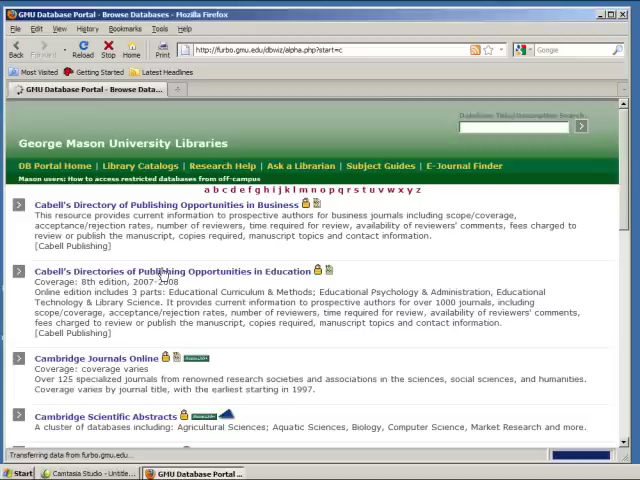 GMU Database Portal - Browse Databases - Mozilla Firefox
File Edit View History Bookmarks Tools Help
Back Forward Reload Stop Home Print http://furbo.gmu.edu/dbwiz/alpha.php?start=c Google
Most Visited Getting Started Latest Headlines
GMU Database Portal - Browse Data...
Database Title/Description Search
George Mason University Libraries
DB Portal Home | Library Catalogs | Research Help | Ask a Librarian | Subject Guides | E-Journal Finder
Mason users: How to access restricted databases from off-campus
a b c d e f g h i j k l m n o p q r s t u v w x y z
Cabell's Directory of Publishing Opportunities in Business
This resource provides current information to prospective authors for business journals including scope/coverage,
acceptance/rejection rates, number of reviewers, time required for review, availability of reviewers' comments, fees charged to
review or publish the manuscript, copies required, manuscript topics and contact information.
[Cabell Publishing]
Cabell's Directories of Publishing Opportunities in Education
Coverage: 8th edition, 2007-2008
Online edition includes 3 parts: Educational Curriculum & Methods; Educational Psychology & Administration, Educational
Technology & Library Science. It provides current information to prospective authors for over 1000 journals, including
scope/coverage, acceptance/rejection rates, number of reviewers, time required for review, availability of reviewers' comments,
fees charged to review or publish the manuscript, copies required, manuscript topics and contact information.
[Cabell Publishing]
Cambridge Journals Online
Coverage: coverage varies
Over 125 specialized journals from renowned research societies and associations in the sciences, social sciences, and humanities.
Coverage varies by journal title, with the earliest starting in 1997.
Cambridge Scientific Abstracts
A cluster of databases including: Agricultural Sciences; Aquatic Sciences, Biology, Computer Science, Market Research and more.
Transferring data from furbo.gmu.edu...
Start Camtasia Studio - Untitle... GMU Database Portal ...